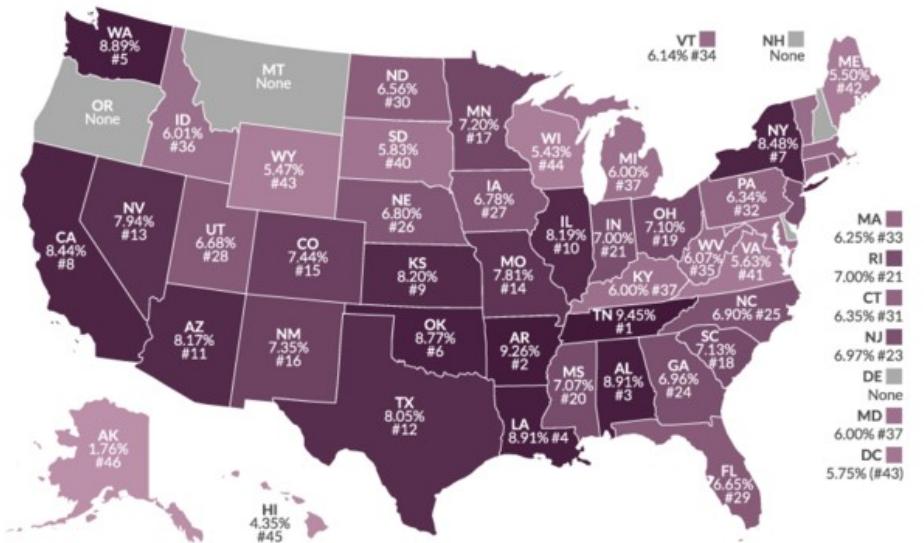 WA
8.89%
#5
MT
None
OR
None
ID
6.01%
#36
WY
5.47%
#43
ND
6.56%
#30
SD
5.83%
#40
NE
6.80%
#26
MN
7.20%
#17
WI
5.43%
#44
MI
6.00%
#37
VT
6.14% #34
NH
None
ME
5.50%
#42
NY
8.48%
#7
CA
8.44%
#8
NV
7.94%
#13
UT
6.68%
#28
CO
7.44%
#15
KS
8.20%
#9
IA
6.78%
#27
MO
7.81%
#14
IL
8.19%
#10
IN
7.00%
#21
OH
7.10%
#19
PA
6.34%
#32
WV
6.07%
#35
VA
5.63%
#41
KY
6.00% #37
NC
6.90% #25
TN 9.45%
#1
SC
7.13%
#18
AZ
8.17%
#11
NM
7.35%
#16
OK
8.77%
#6
AR
9.26%
#2
MS
7.07%
#20
AL
8.91%
#3
GA
6.96%
#24
TX
8.05%
#12
LA
8.91% #4
FL
6.65%
#29
AK
1.76%
#46
HI
4.35%
#45
MA
6.25% #33
RI
7.00% #21
CT
6.35% #31
NJ
6.97% #23
DE
None
MD
6.00% #37
DC
5.75% (#43)